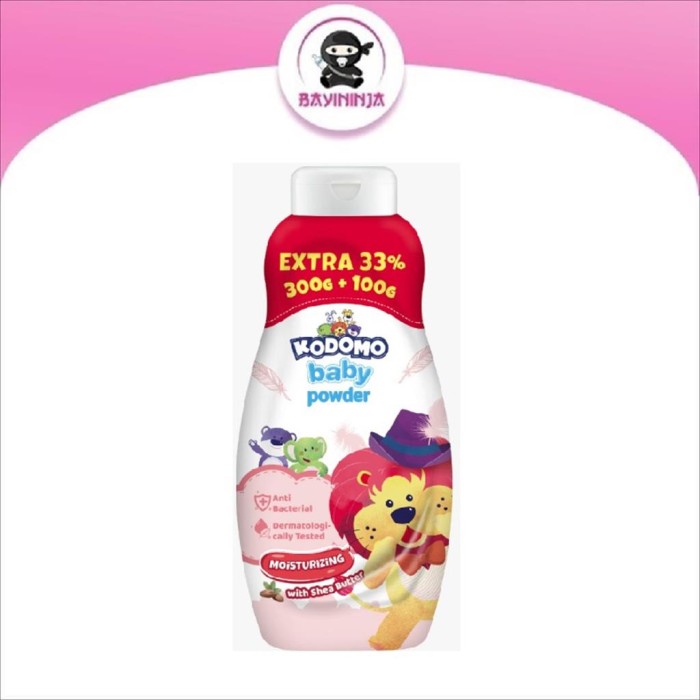 BAYININJA
EXTRA 33%
300G + 100G
KODOMO
baby
powder
Anti
Bacterial
Dermatologi-
cally Tested
MOISTURIZING
with Shea Butter